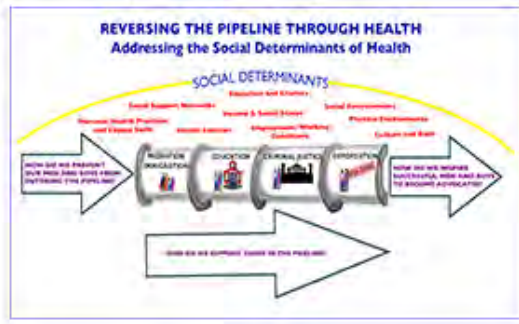 REVERSING THE PIPELINE THROUGH HEALTH
Addressing the Social Determinants of Health
SOCIAL DETERMINANTS
Education and Literacy
Social Support Networks
Income & Social Status
Social Environments
Personal Health Practices
and Coping Skills
Health Services
Employment/Working
Conditions
Physical Environments
Culture and Race
HOW DO WE PREVENT
OUR MEN AND BOYS FROM
ENTERING THE PIPELINE?
MIGRATION
IMMIGRATION
EDUCATION
CRIMINAL JUSTICE
DEPORTATION
HOW DO WE INSPIRE
SUCCESSFUL MEN AND BOYS
TO BECOME ADVOCATES?
HOW DO WE SUPPORT THOSE IN THE PIPELINE?